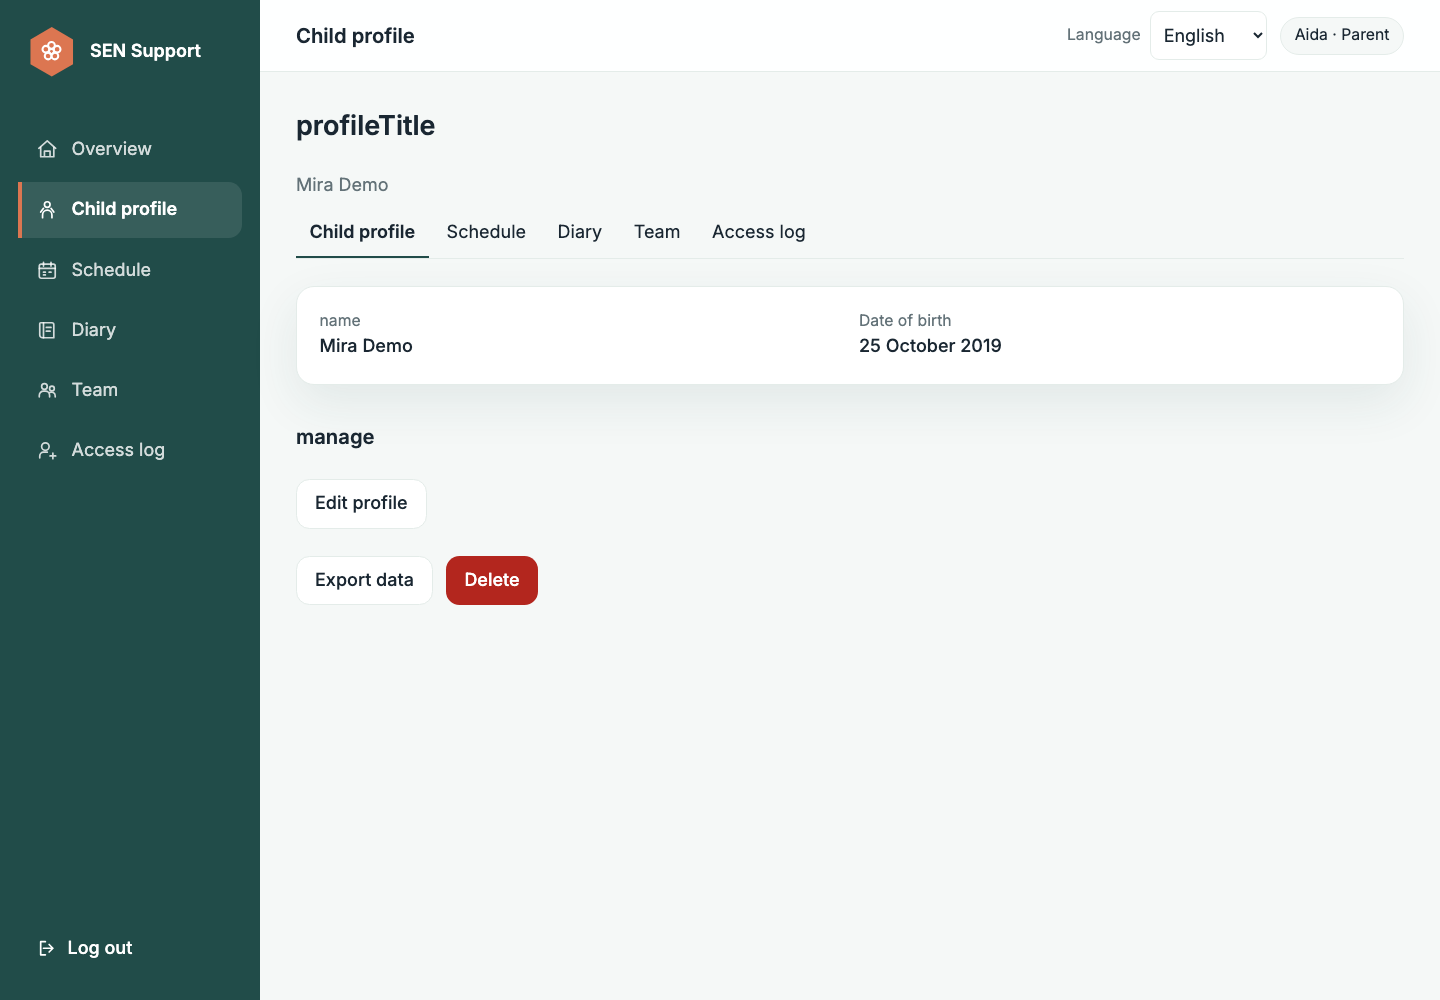 SEN Support
Overview
Child profile
Schedule
Diary
Team
Access log
Log out
Child profile
Language English Aida · Parent
profileTitle
Mira Demo
Child profile Schedule Diary Team Access log
name Date of birth
Mira Demo 25 October 2019
manage
Edit profile
Export data Delete